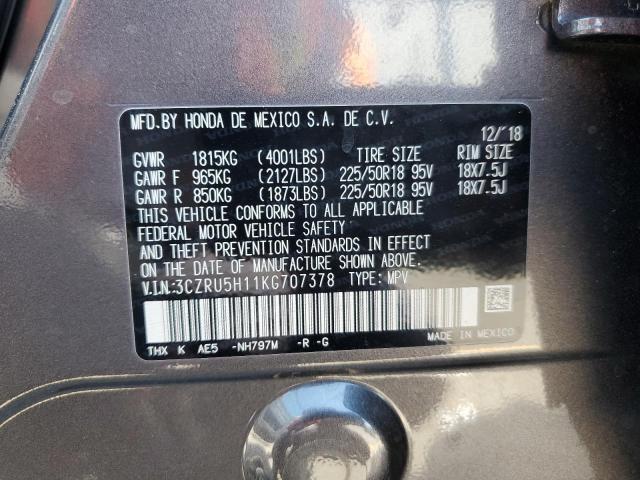 MFD.BY HONDA DE MEXICO S.A. DE C.V.
12/'18
GVWR 1815KG (4001LBS) TIRE SIZE RIM SIZE
GAWR F 965KG (2127LBS) 225/50R18 95V 18X7.5J
GAWR R 850KG (1873LBS) 225/50R18 95V 18X7.5J
THIS VEHICLE CONFORMS TO ALL APPLICABLE
FEDERAL MOTOR VEHICLE SAFETY
AND THEFT PREVENTION STANDARDS IN EFFECT
ON THE DATE OF MANUFACTURE SHOWN ABOVE.
V.I.N:3CZRU5H11KG707378 TYPE: MPV
THX K AE5 -NH797M -R -G MADE IN MEXICO